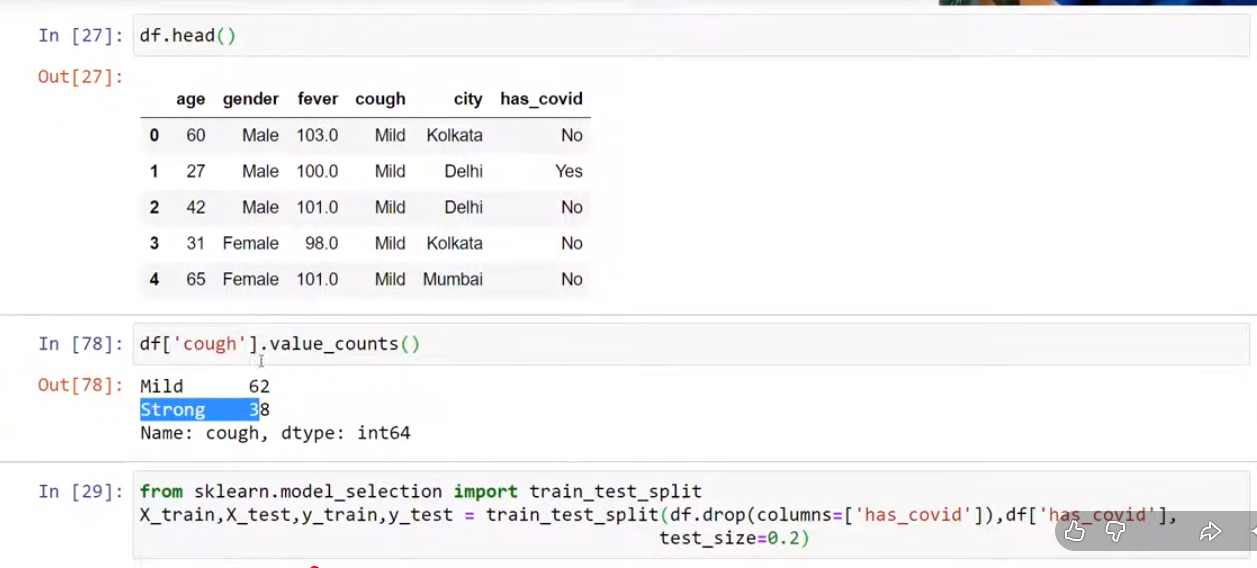 In [27]: df.head()
Out[27]:
age gender fever cough city has_covid
0 60 Male 103.0 Mild Kolkata No
1 27 Male 100.0 Mild Delhi Yes
2 42 Male 101.0 Mild Delhi No
3 31 Female 98.0 Mild Kolkata No
4 65 Female 101.0 Mild Mumbai No
In [78]: df['cough'].value_counts()
Out[78]: Mild 62
Strong 38
Name: cough, dtype: int64
In [29]: from sklearn.model_selection import train_test_split
X_train,X_test,y_train,y_test = train_test_split(df.drop(columns=['has_covid']),df['has_covid'],
test_size=0.2)